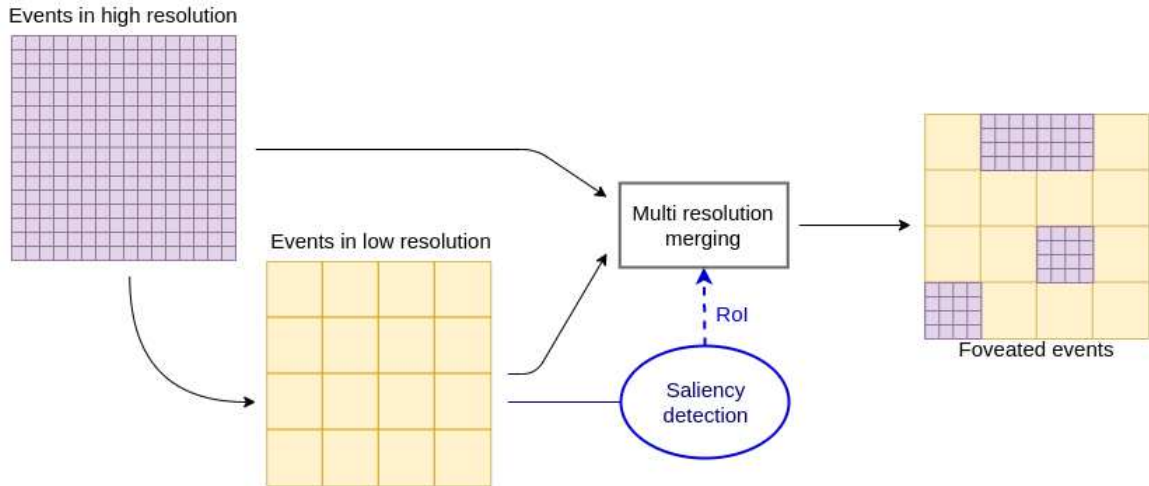 Events in high resolution
Events in low resolution
Multi resolution
merging
RoI
Saliency
detection
Foveated events